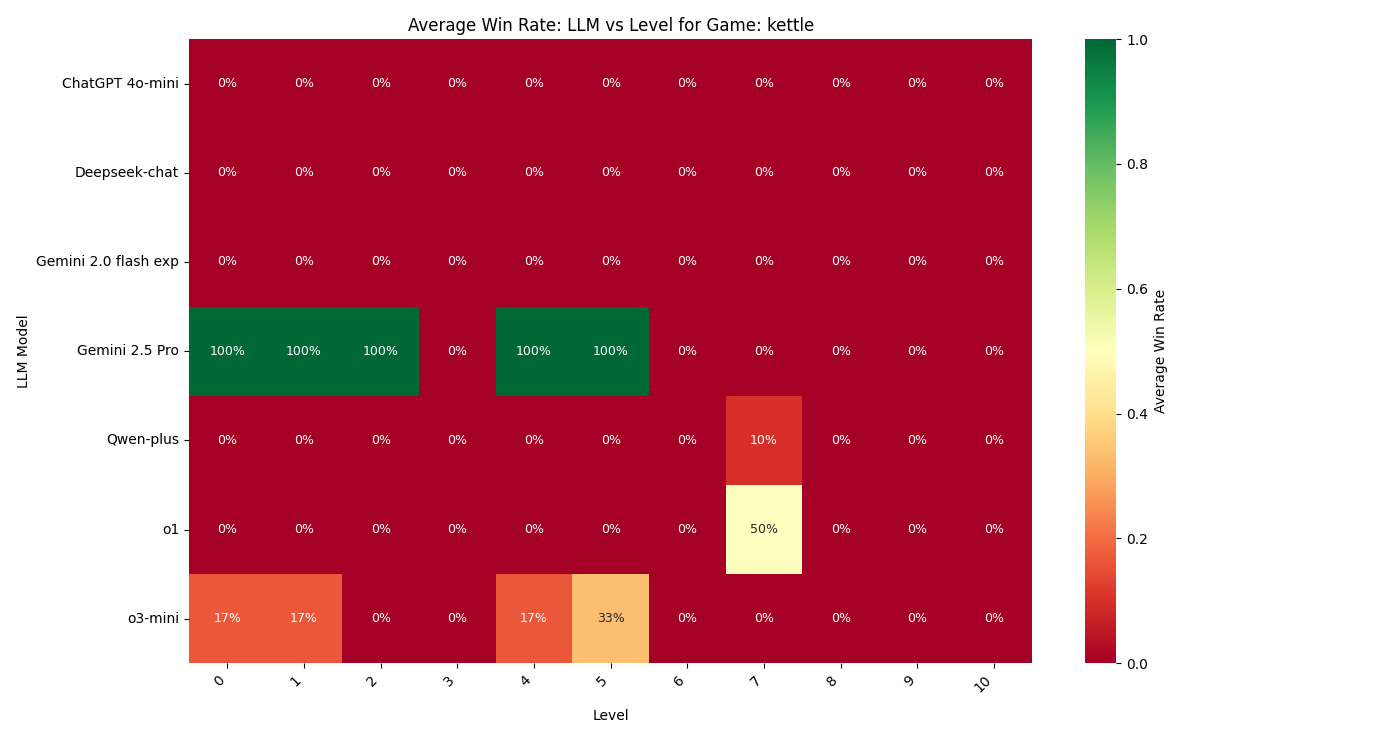 Average Win Rate: LLM vs Level for Game: kettle
LLM Model
ChatGPT 4o-mini 0% 0% 0% 0% 0% 0% 0% 0% 0% 0% 0%
Deepseek-chat 0% 0% 0% 0% 0% 0% 0% 0% 0% 0% 0%
Gemini 2.0 flash exp 0% 0% 0% 0% 0% 0% 0% 0% 0% 0% 0%
Gemini 2.5 Pro 100% 100% 100% 0% 100% 100% 0% 0% 0% 0% 0%
Qwen-plus 0% 0% 0% 0% 0% 0% 0% 10% 0% 0% 0%
o1 0% 0% 0% 0% 0% 0% 0% 50% 0% 0% 0%
o3-mini 17% 17% 0% 0% 17% 33% 0% 0% 0% 0% 0%
0 1 2 3 4 5 6 7 8 9 10
Level
1.0
0.8
0.6
0.4
0.2
0.0
Average Win Rate